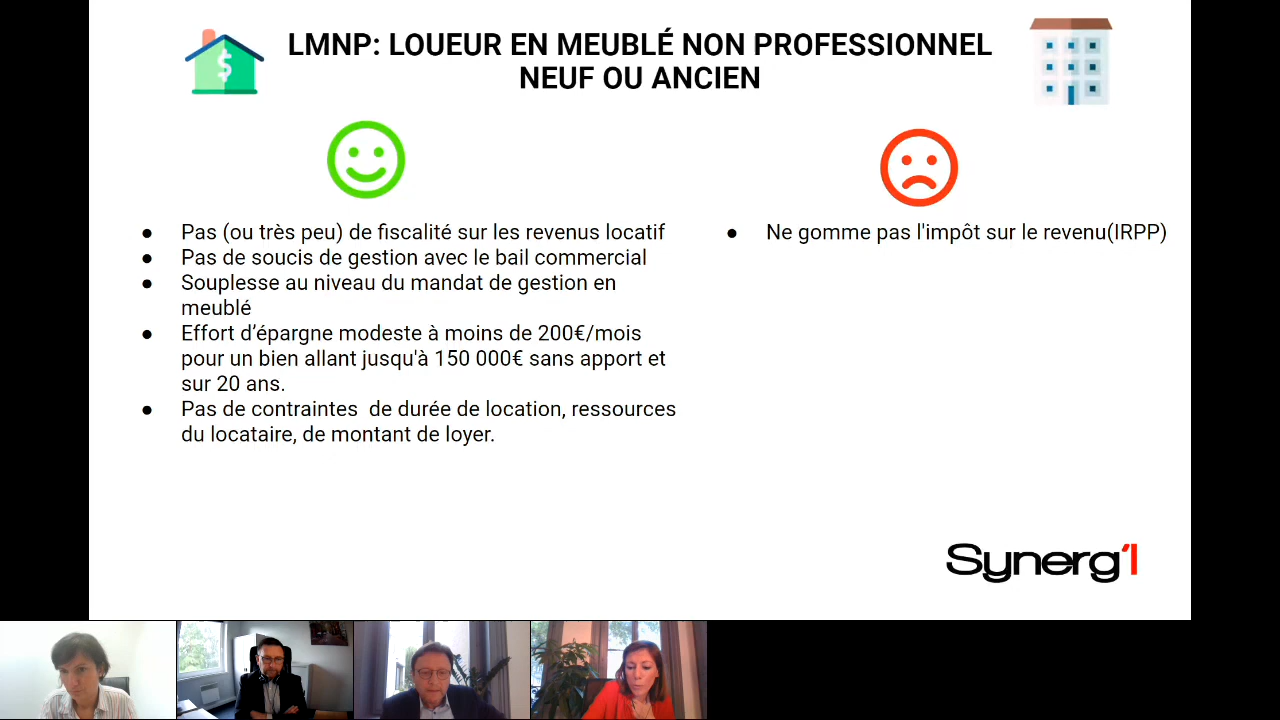 LMNP: LOUEUR EN MEUBLÉ NON PROFESSIONNEL
NEUF OU ANCIEN
● Pas (ou très peu) de fiscalité sur les revenus locatif
● Pas de soucis de gestion avec le bail commercial
● Souplesse au niveau du mandat de gestion en
meublé
● Effort d’épargne modeste à moins de 200€/mois
pour un bien allant jusqu'à 150 000€ sans apport et
sur 20 ans.
● Pas de contraintes  de durée de location, ressources
du locataire, de montant de loyer.
● Ne gomme pas l'impôt sur le revenu(IRPP)
Synerg'1